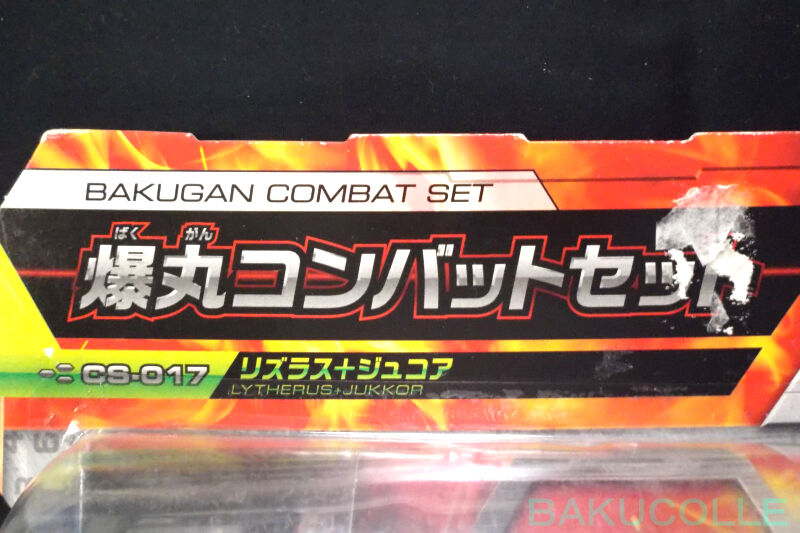 BAKUGAN COMBAT SET
ばく がん
爆丸コンバットセット
CS-017
リズラス+ジュコア
LYTHERUS+JUKKOR
BAKUCOLLE